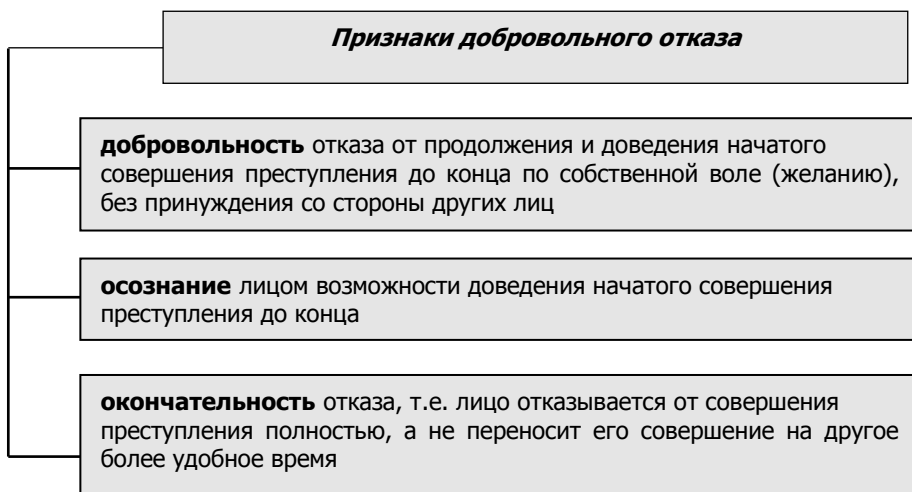 Признаки добровольного отказа
добровольность отказа от продолжения и доведения начатого
совершения преступления до конца по собственной воле (желанию),
без принуждения со стороны других лиц
осознание лицом возможности доведения начатого совершения
преступления до конца
окончательность отказа, т.е. лицо отказывается от совершения
преступления полностью, а не переносит его совершение на другое
более удобное время